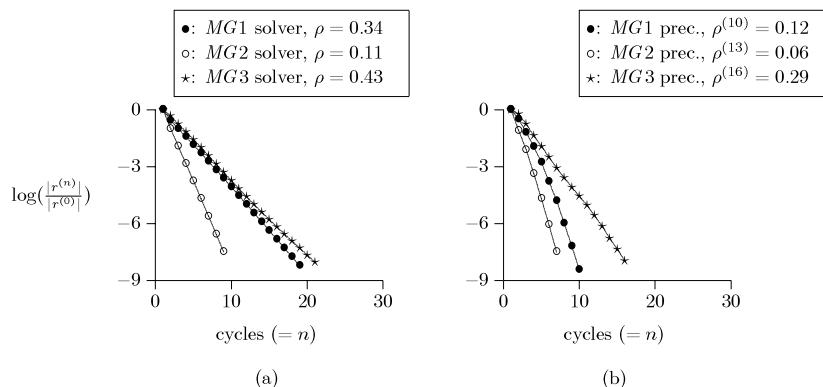 ●: MG1 solver, ρ = 0.34
○: MG2 solver, ρ = 0.11
⋆: MG3 solver, ρ = 0.43
●: MG1 prec., ρ^(10) = 0.12
○: MG2 prec., ρ^(13) = 0.06
⋆: MG3 prec., ρ^(16) = 0.29
log(|r^(n)|/|r^(0)|)
0
−3
−6
−9
0 10 20 30
cycles (= n)
(a)
0
−3
−6
−9
0 10 20 30
cycles (= n)
(b)